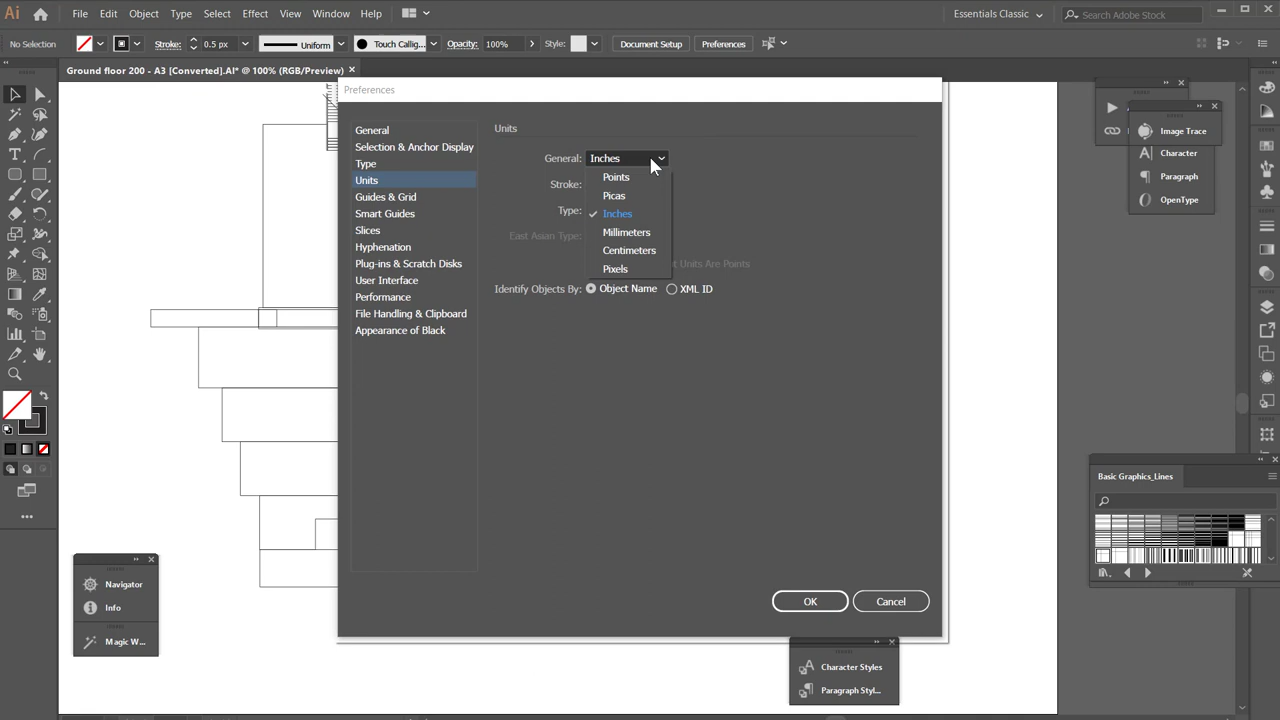 Ai File Edit Object Type Select Effect View Window Help Essentials Classic Search Adobe Stock
No Selection Stroke: 0.5 px Uniform Touch Callig... Opacity: 100% Style: Document Setup Preferences
Ground floor 200 - A3 [Converted].AI* @ 100% (RGB/Preview)
Preferences
General
Selection & Anchor Display
Type
Units
Guides & Grid
Smart Guides
Slices
Hyphenation
Plug-ins & Scratch Disks
User Interface
Performance
File Handling & Clipboard
Appearance of Black
Units
General: Inches
Stroke:
Type:
East Asian Type:
Points
Picas
Inches
Millimeters
Centimeters
Pixels
t Units Are Points
Identify Objects By: Object Name XML ID
OK Cancel
Image Trace
Character
Paragraph
OpenType
Basic Graphics_Lines
Navigator
Info
Magic W...
Character Styles
Paragraph Styl...